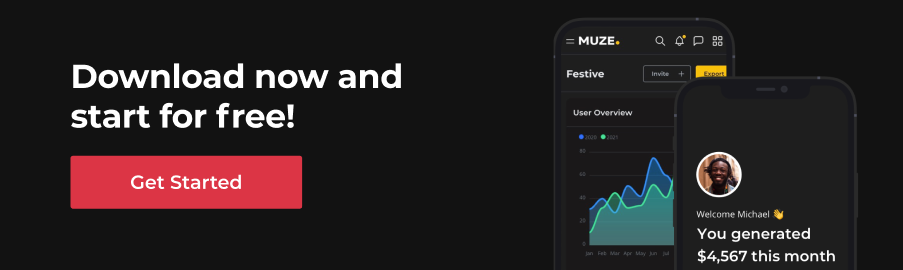 Download now and
start for free!
Get Started
MUZE.
Festive
Invite +
Export
User Overview
2020 2021
80
60
40
20
0
Jan Feb Mar Apr May Jun Jul
Welcome Michael 👋
You generated
$4,567 this month